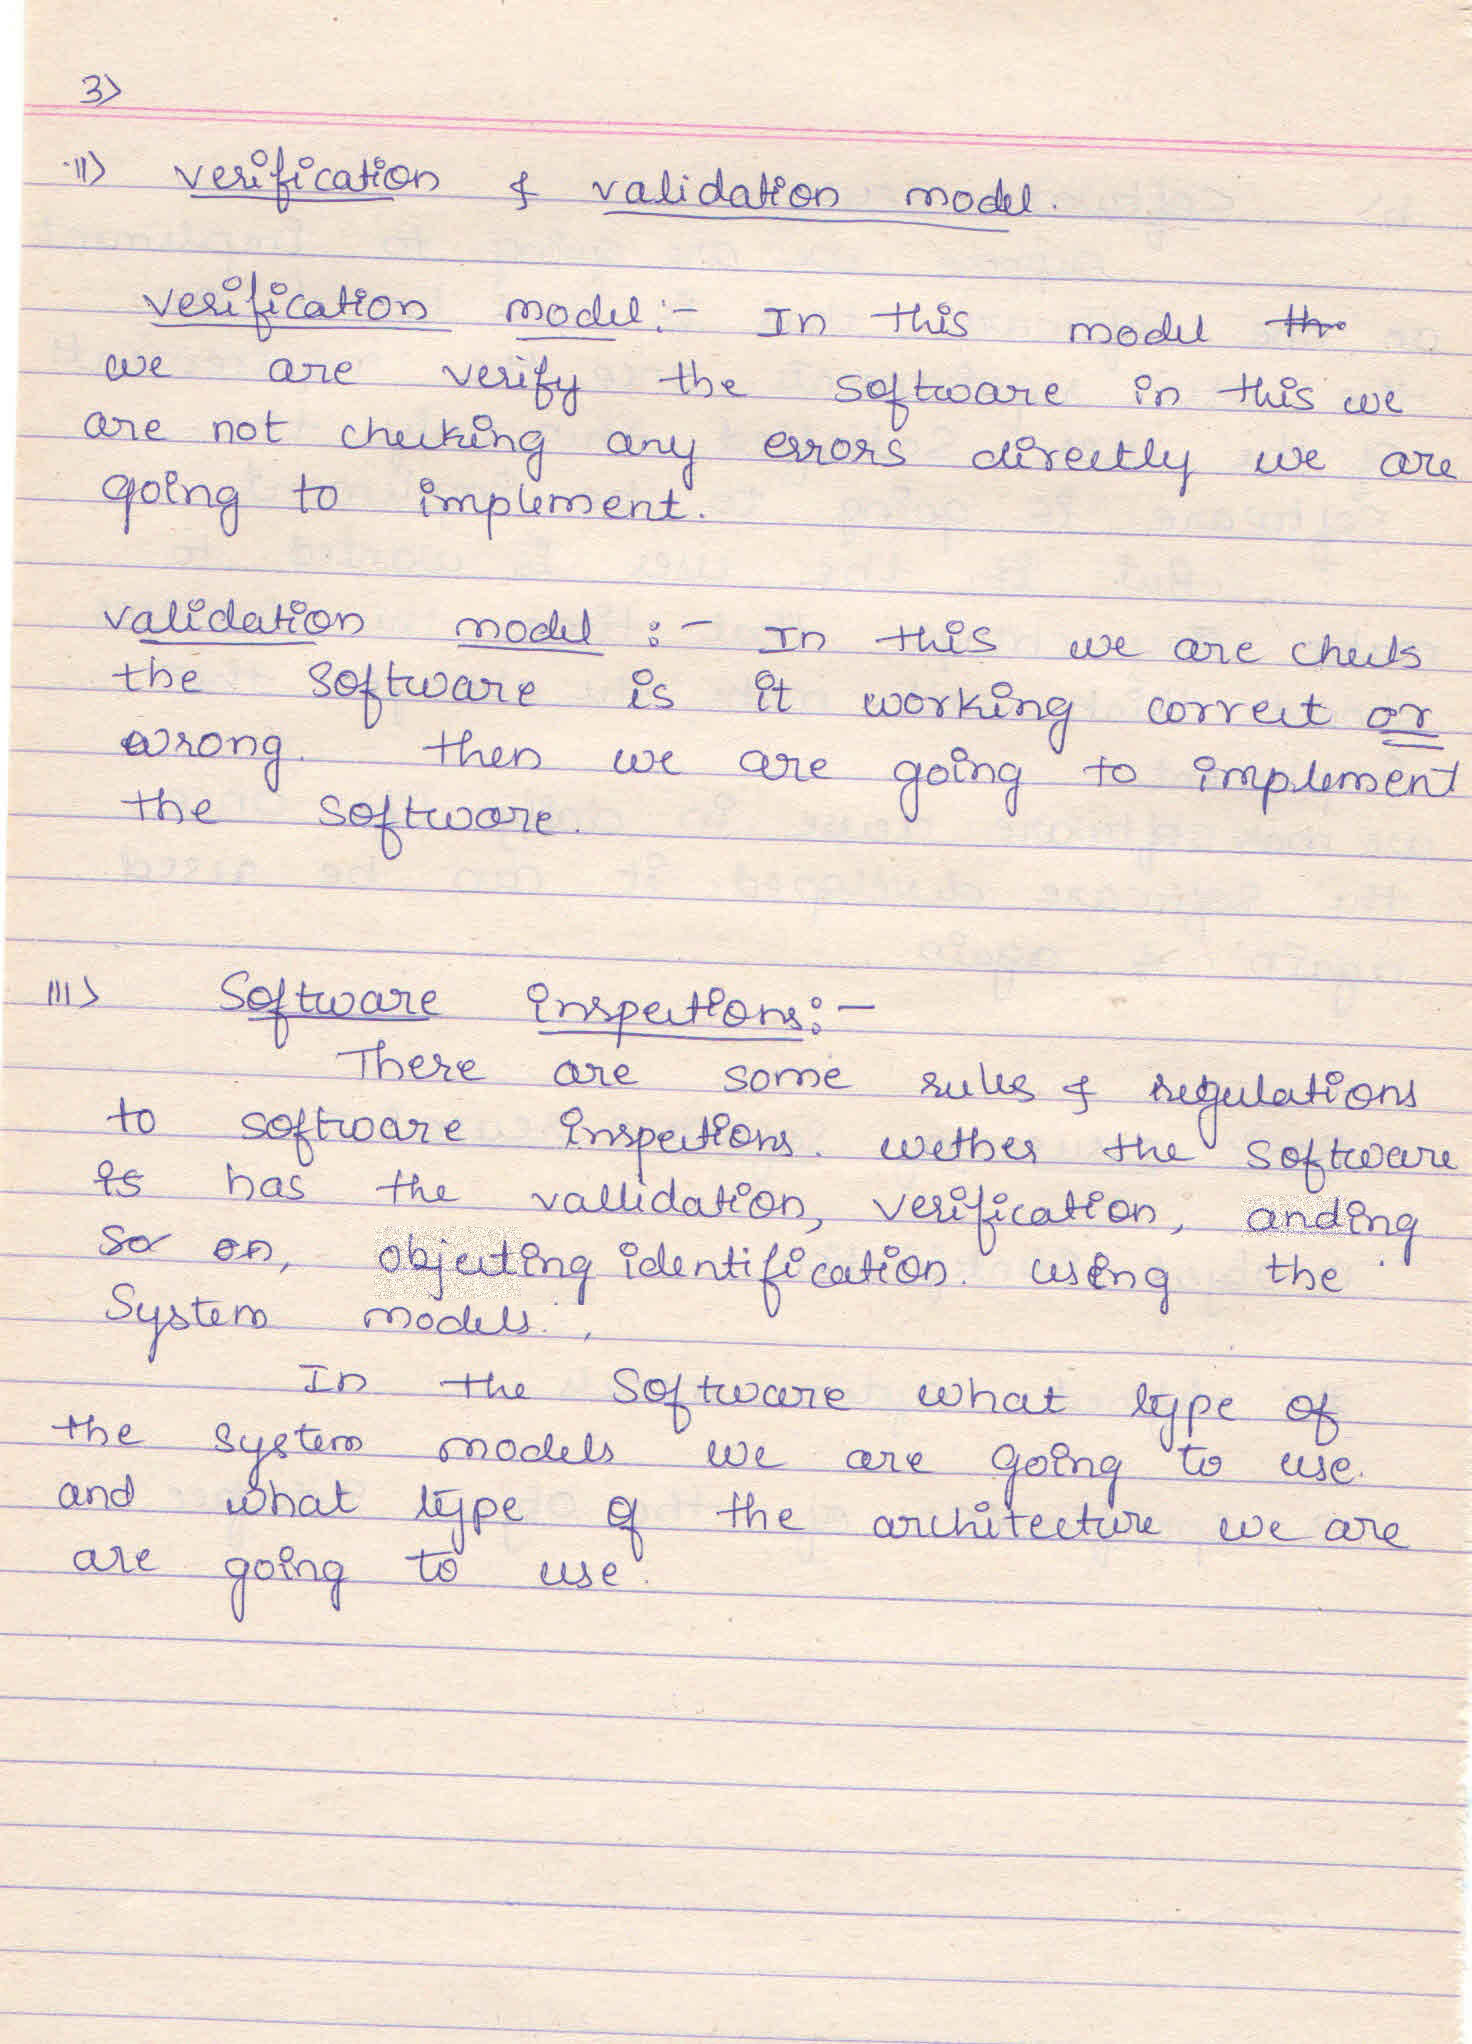 3>
11> verification & validation model.
verification model:- In this model
we are verify the software in this we
are not checking any errors directly we are
going to implement.
validation model :- In this we are check
the software is it working correct or
wrong. then we are going to implement
the software.
111> Software inspections:-
There are some rules & regulations
to software inspections. wether the software
is has the vallidation, verification, anding
so on, objecting identification. using the
System models.
In the software what type of
the system models we are going to use.
and what type of the architecture we are
are going to use.